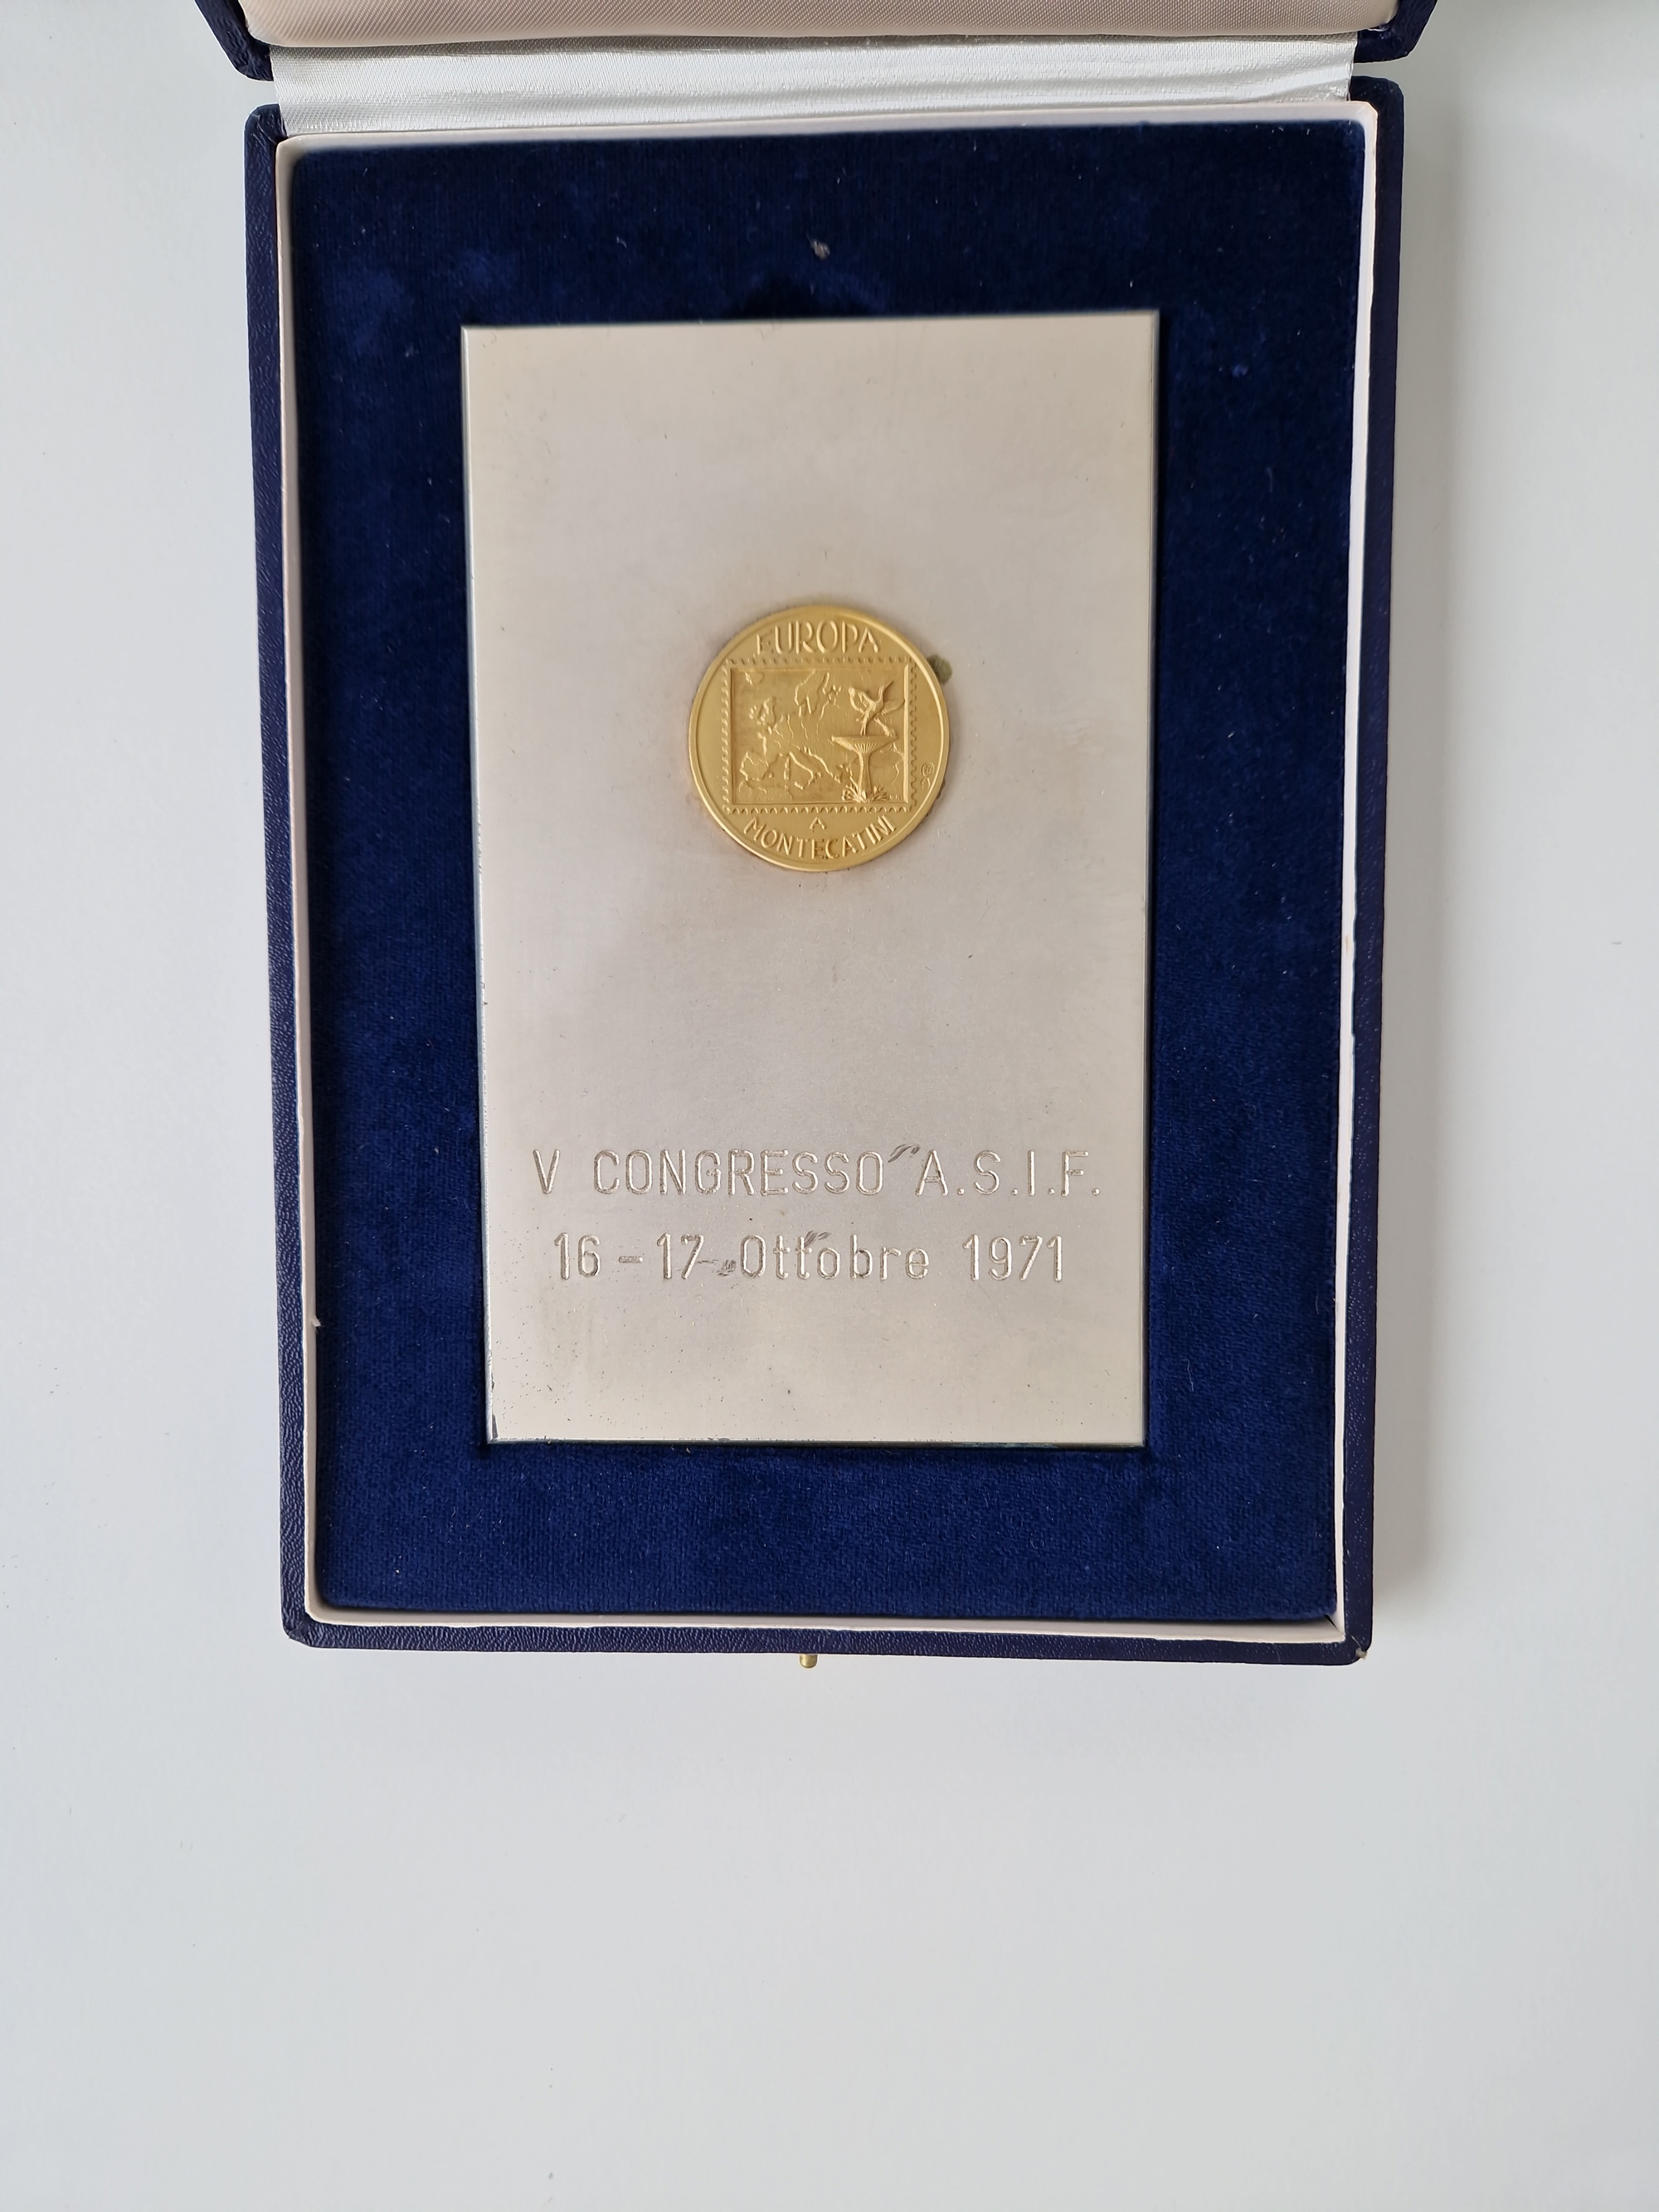 EUROPA
A
MONTECATINI
V CONGRESSO A.S.I.F.
16-17 Ottobre 1971